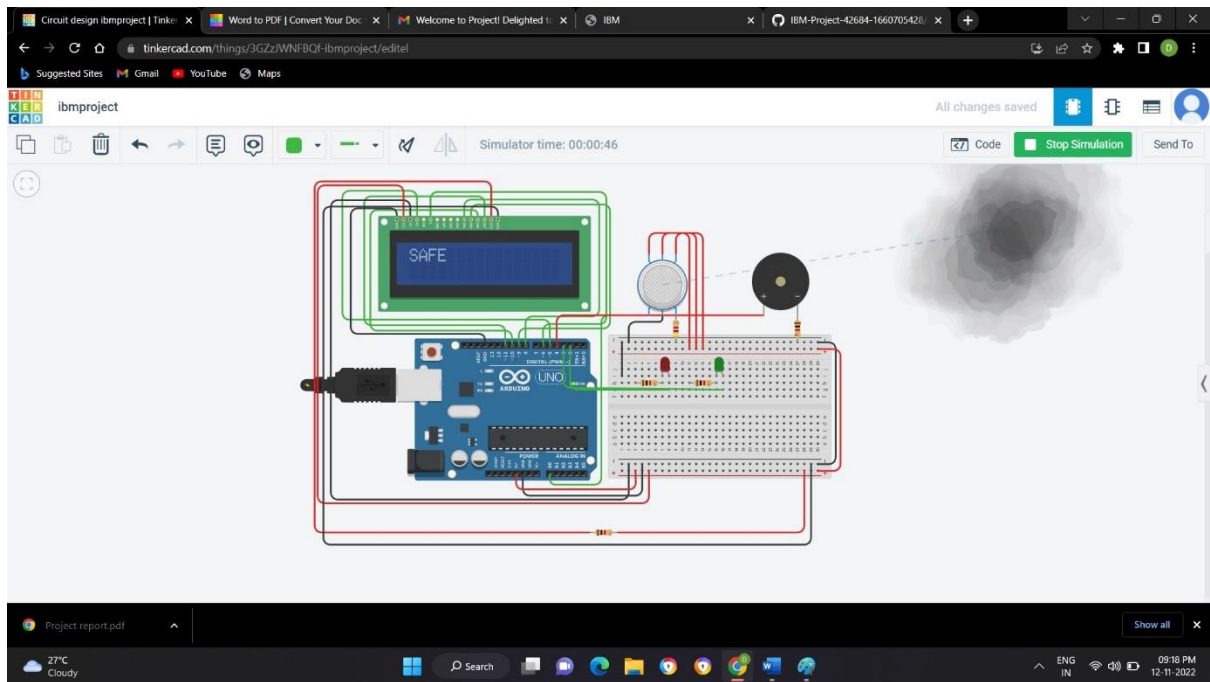 Circuit design ibmproject | Tinker
Word to PDF | Convert Your Doc
Welcome to Project! Delighted to
IBM
IBM-Project-42684-1660705428/
tinkercad.com/things/3GZzJWNFBQf-ibmproject/editel
Suggested Sites
Gmail
YouTube
Maps
TIN
KER
CAD
ibmproject
All changes saved
Simulator time: 00:00:46
Code
Stop Simulation
Send To
SAFE
DIGITAL (PWM~)
UNO
ARDUINO
POWER
ANALOG IN
Project report.pdf
Show all
27°C
Cloudy
Search
ENG
IN
09:18 PM
12-11-2022